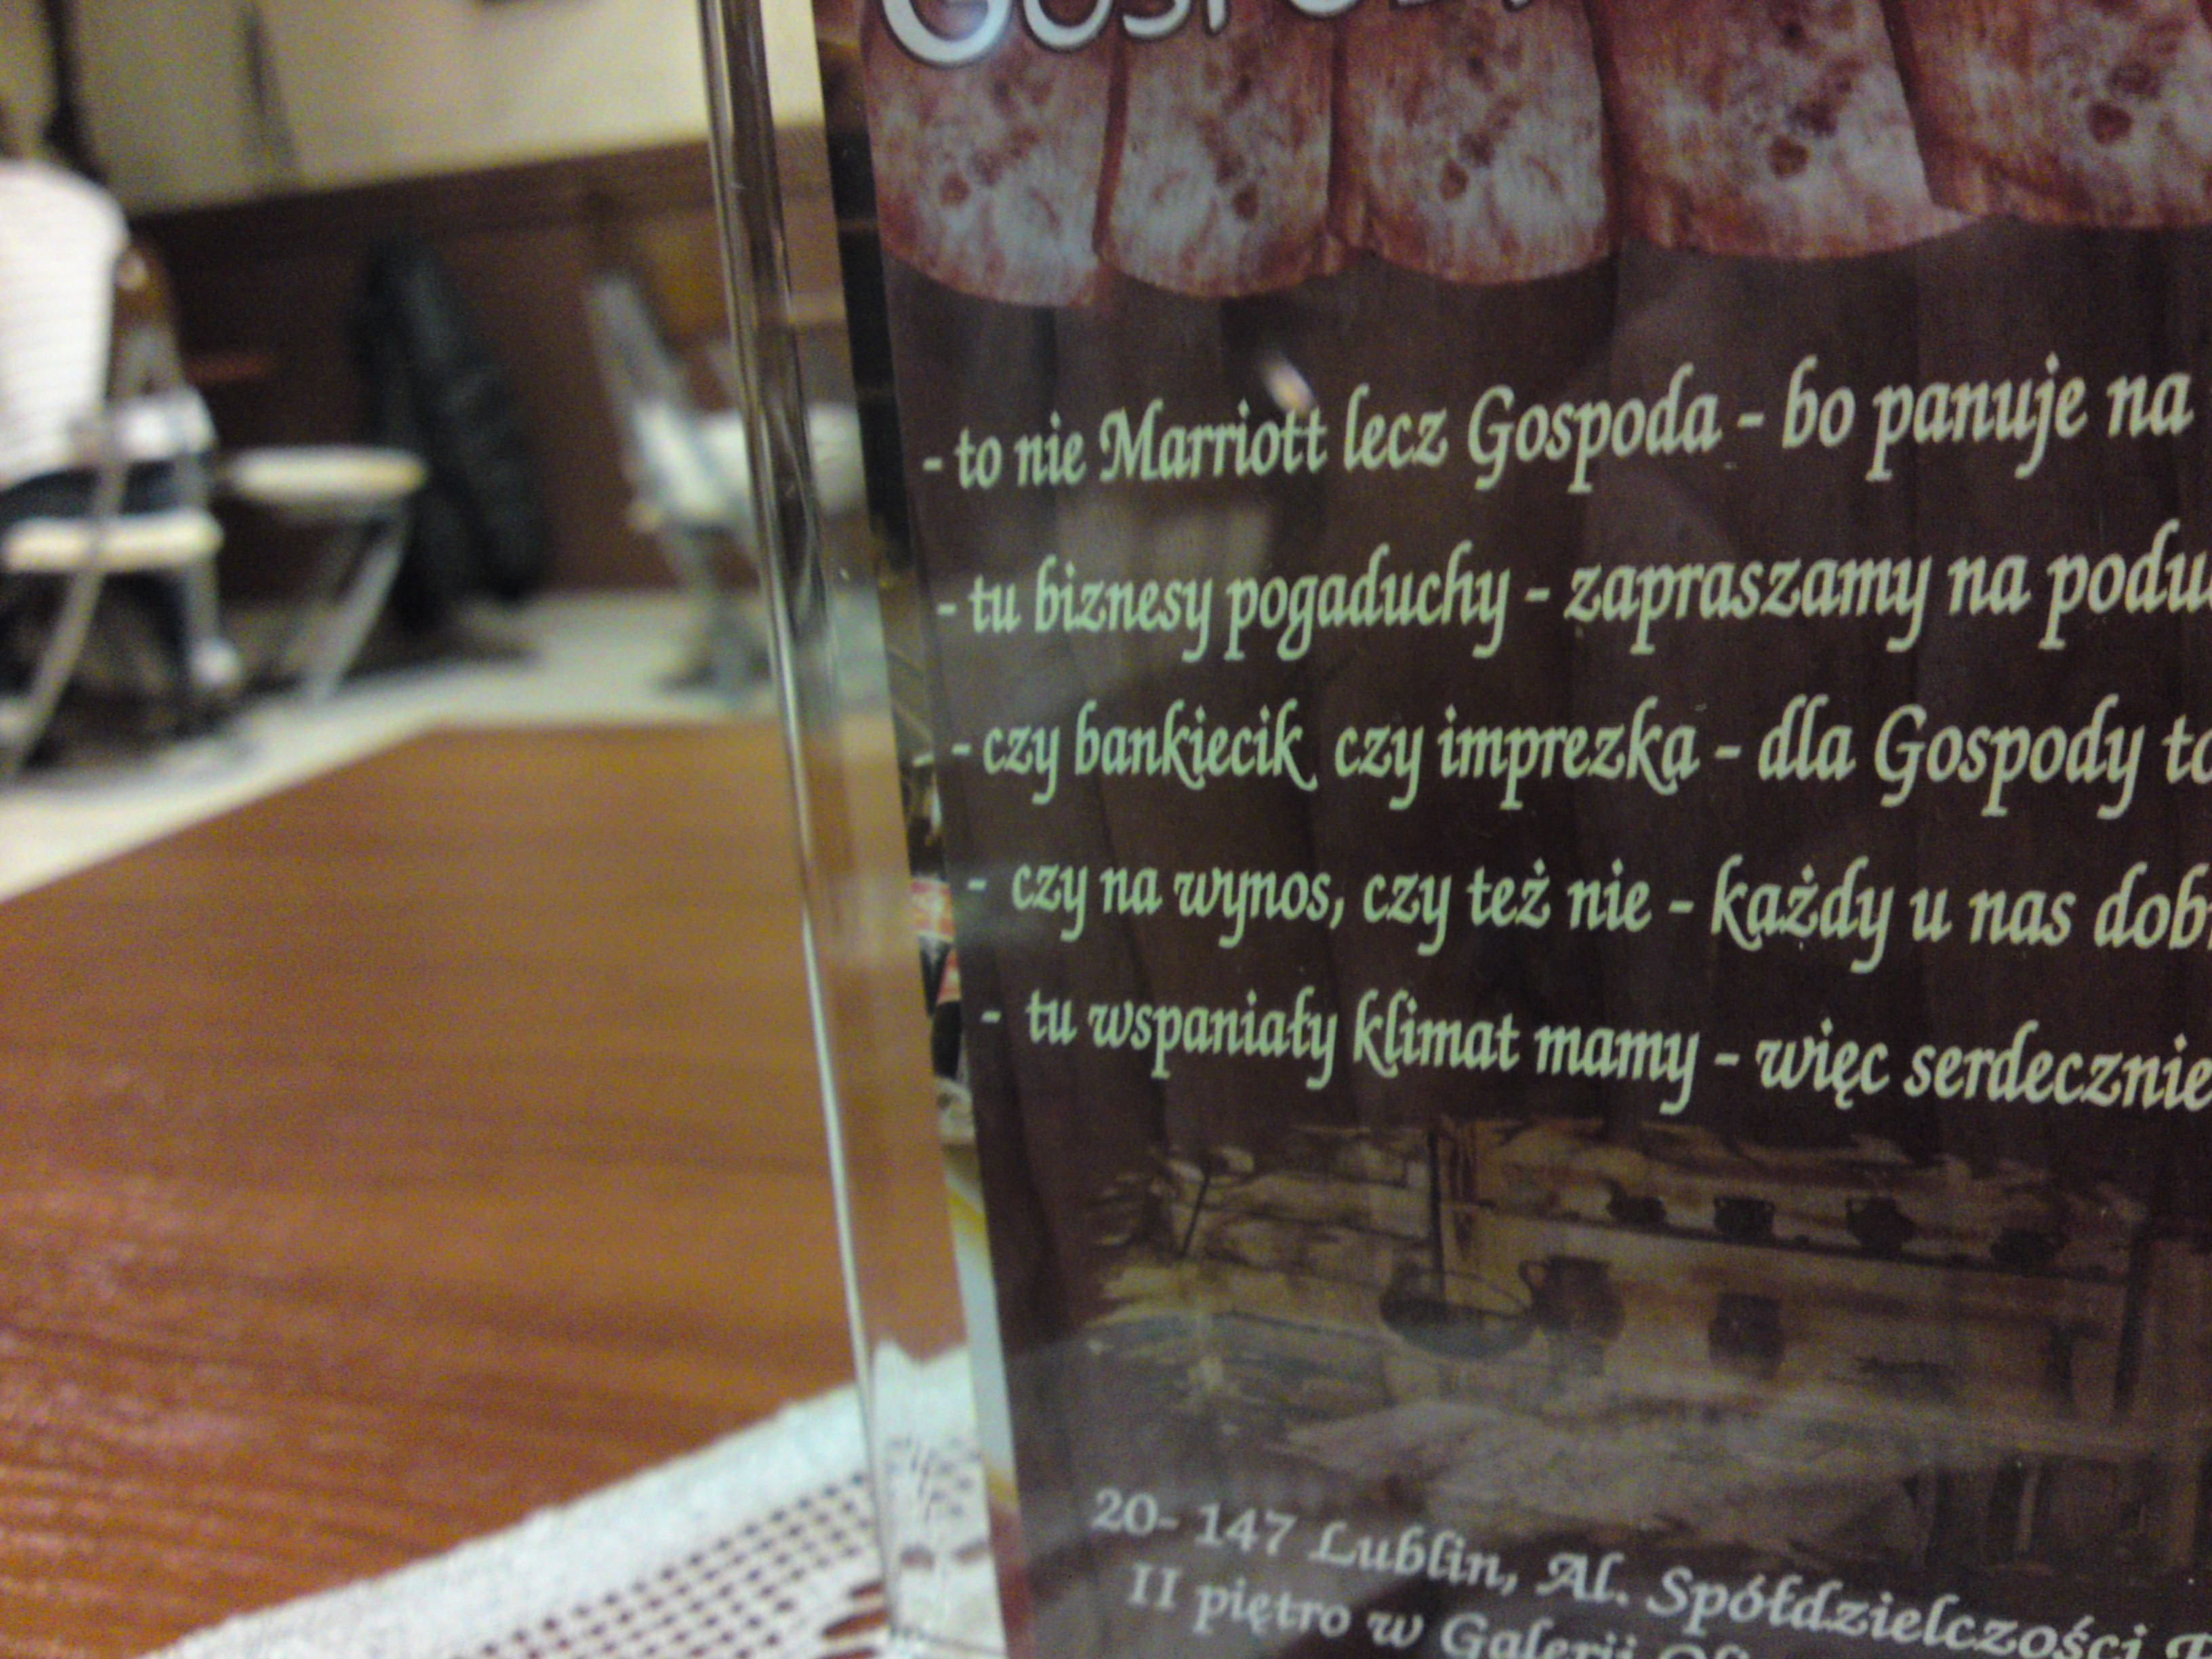 - to nie Marriott lecz Gospoda - bo panuje na
- tu biznesy pogaduchy - zapraszamy na
- czy bankiecik czy imprezka - dla Gospody
- czy na wynos, czy też nie - każdy u nas
- tu wspaniały klimat mamy - więc serdecznie
20-147 Lublin, Al. Spółdzielczości
II piętro w Galerii